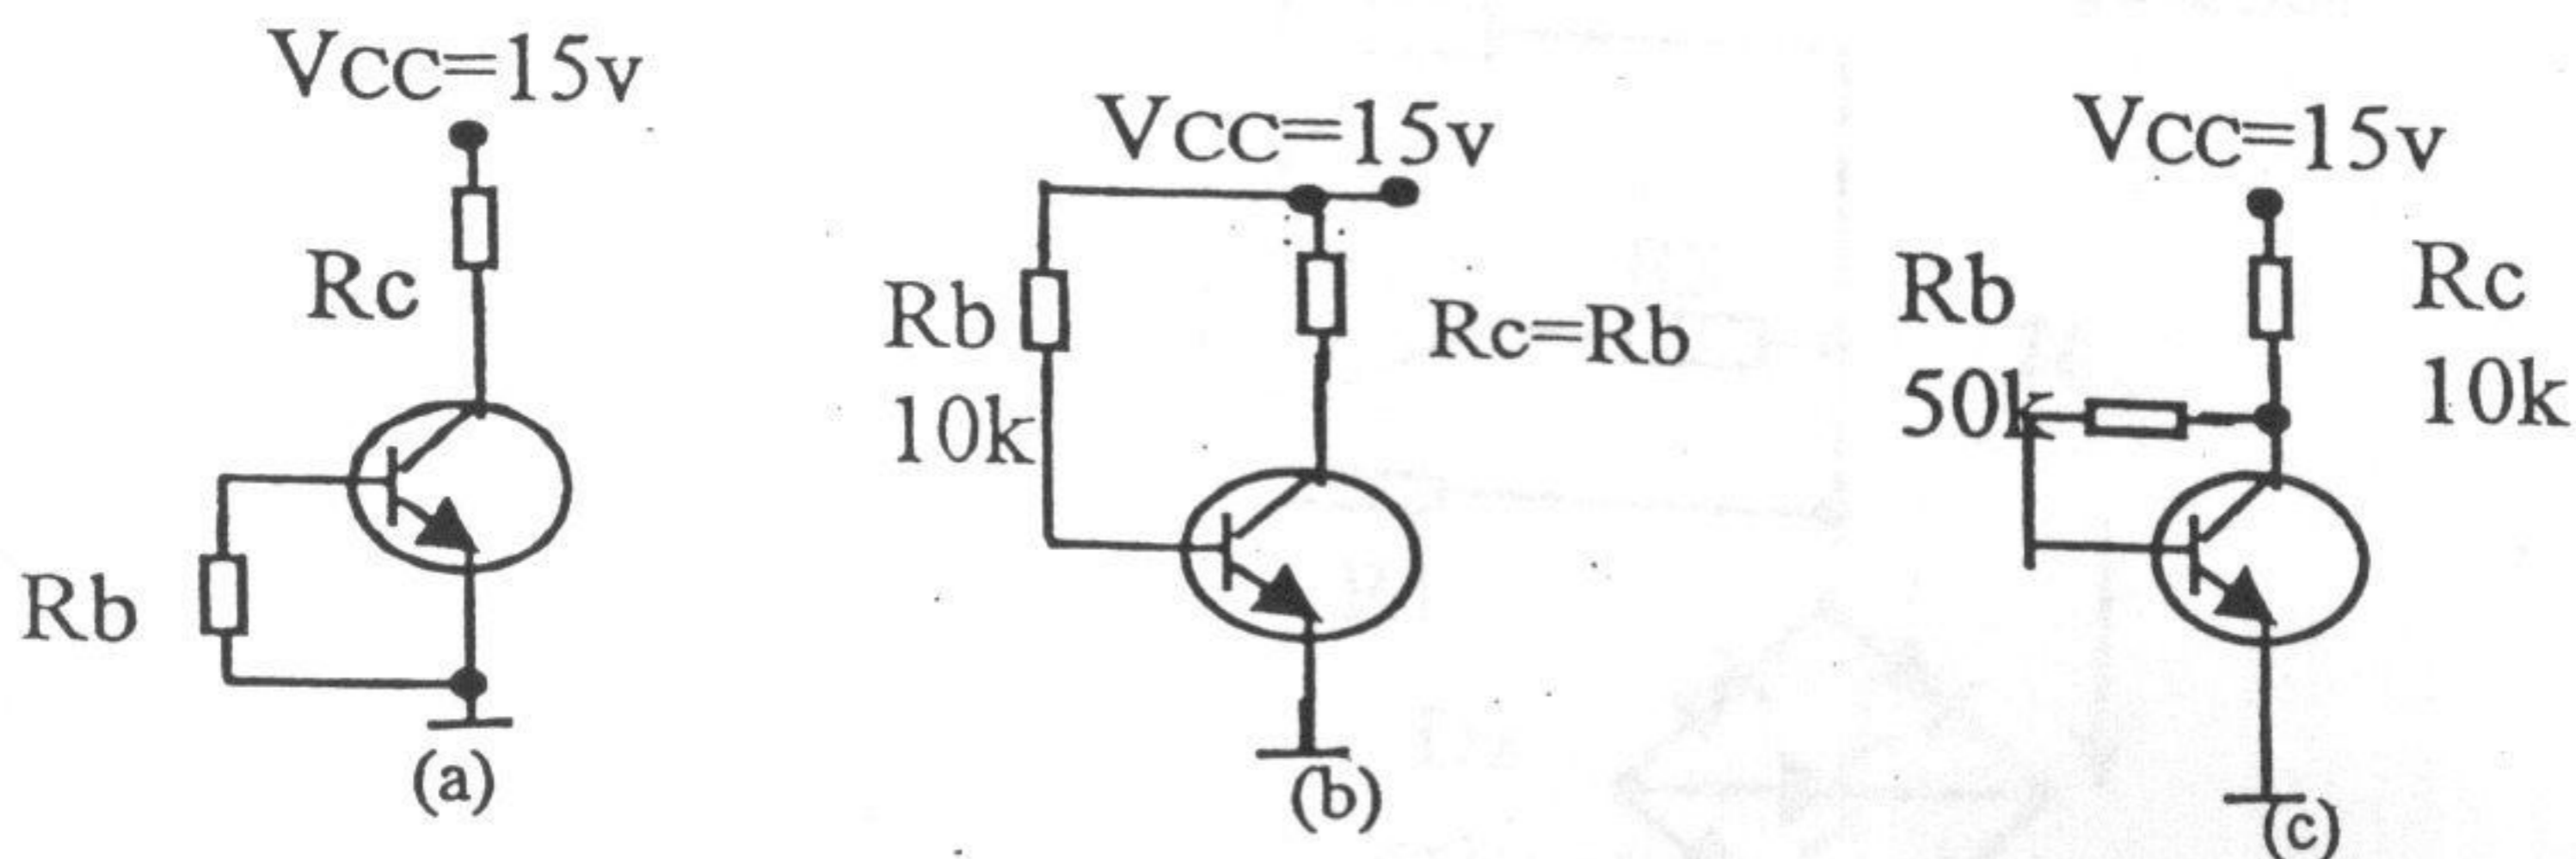 VCC=15v
Rc
Rb
(a)
VCC=15v
Rb
10k
Rc=Rb
(b)
VCC=15v
Rb
50k
Rc
10k
(c)